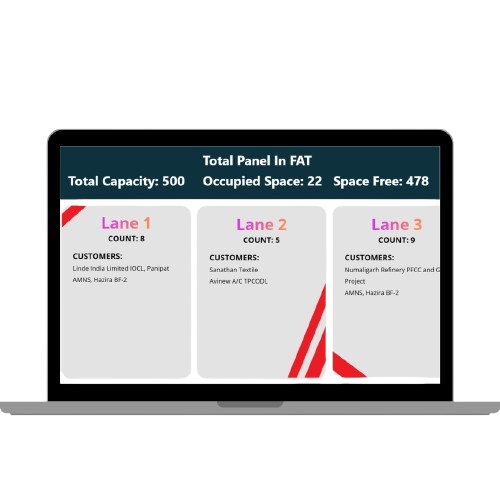 Total Panel In FAT
Total Capacity: 500 Occupied Space: 22 Space Free: 478
Lane 1
COUNT: 8
CUSTOMERS:
Linde India Limited IOCL, Panipat
AMNS, Hazira BF-2
Lane 2
COUNT: 5
CUSTOMERS:
Sanathan Textile
Avinew A/C TPCODL
Lane 3
COUNT: 9
CUSTOMERS:
Numaligarh Refinery PFCC and G
Project
AMNS, Hazira BF-2